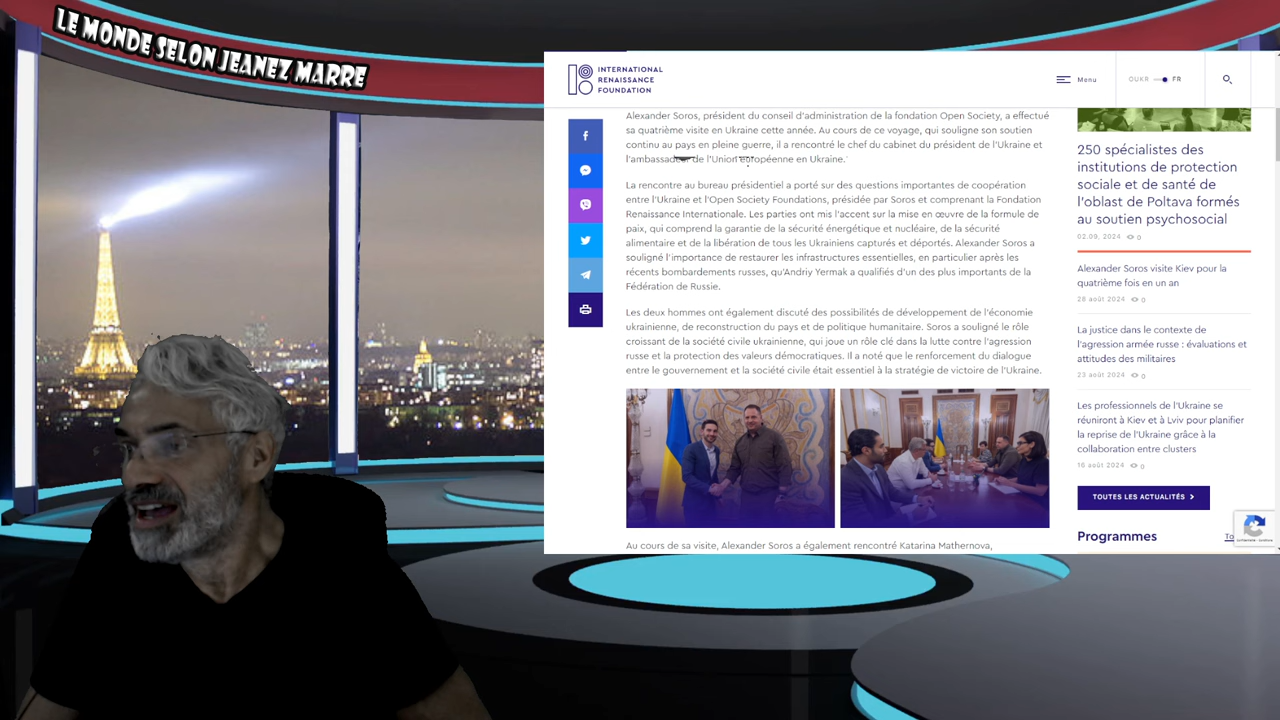 LE MONDE SELON JEANEZ MARRE
INTERNATIONAL
RENAISSANCE
FOUNDATION
Menu
УКР
FR
Alexander Soros, président du conseil d'administration de la fondation Open Society, a effectué
sa quatrième visite en Ukraine cette année. Au cours de ce voyage, qui souligne son soutien
continu au pays en pleine guerre, il a rencontré le chef du cabinet du président de l'Ukraine et
l'ambassadeur de l'Union européenne en Ukraine.
La rencontre au bureau présidentiel a porté sur des questions importantes de coopération
entre l'Ukraine et l'Open Society Foundations, présidée par Soros et comprenant la Fondation
Renaissance Internationale. Les parties ont mis l'accent sur la mise en œuvre de la formule de
paix, qui comprend la garantie de la sécurité énergétique et nucléaire, de la sécurité
alimentaire et de la libération de tous les Ukrainiens capturés et déportés. Alexander Soros a
souligné l'importance de restaurer les infrastructures essentielles, en particulier après les
récents bombardements russes, qu'Andriy Yermak a qualifiés d'un des plus importants de la
Fédération de Russie.
Les deux hommes ont également discuté des possibilités de développement de l'économie
ukrainienne, de reconstruction du pays et de politique humanitaire. Soros a souligné le rôle
croissant de la société civile ukrainienne, qui joue un rôle clé dans la lutte contre l'agression
russe et la protection des valeurs démocratiques. Il a noté que le renforcement du dialogue
entre le gouvernement et la société civile était essentiel à la stratégie de victoire de l'Ukraine.
Au cours de sa visite, Alexander Soros a également rencontré Katarina Mathernova,
250 spécialistes des
institutions de protection
sociale et de santé de
l'oblast de Poltava formés
au soutien psychosocial
02.09, 2024 0
Alexander Soros visite Kiev pour la
quatrième fois en un an
28 août 2024 0
La justice dans le contexte de
l'agression armée russe : évaluations et
attitudes des militaires
23 août 2024 0
Les professionnels de l'Ukraine se
réuniront à Kiev et à Lviv pour planifier
la reprise de l'Ukraine grâce à la
collaboration entre clusters
16 août 2024 0
TOUTES LES ACTUALITÉS
Programmes